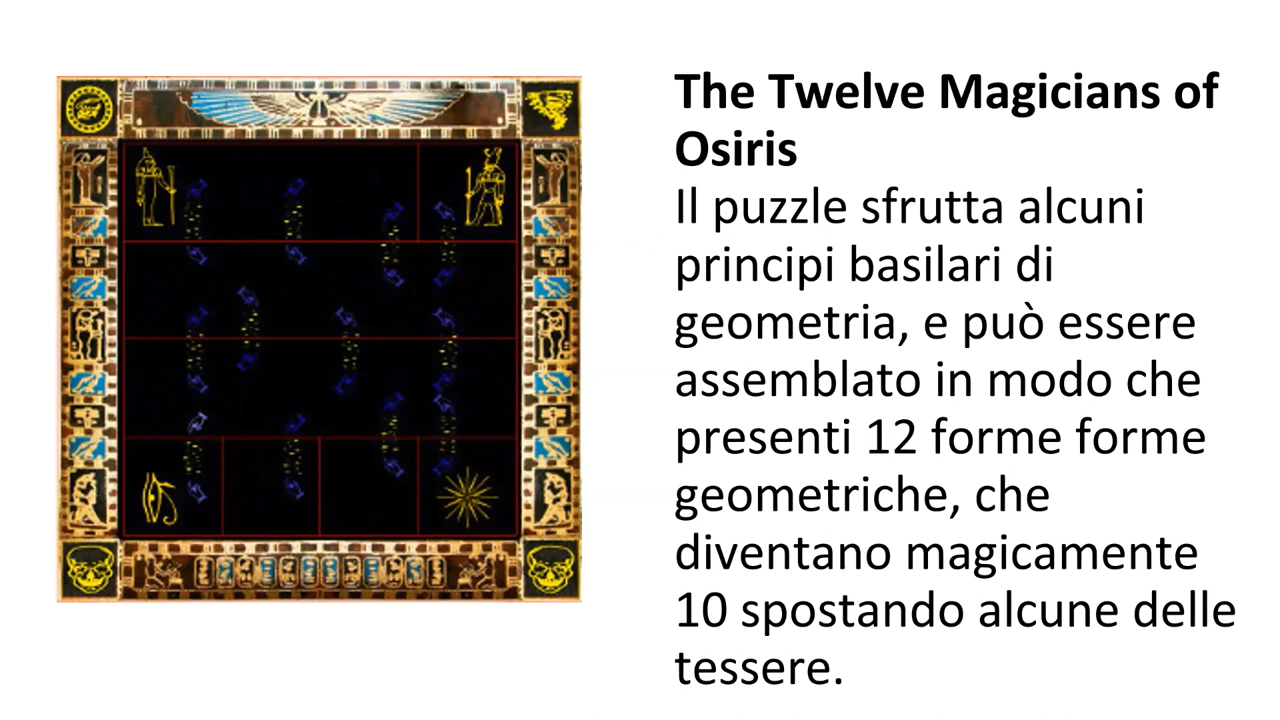 The Twelve Magicians of
Osiris
Il puzzle sfrutta alcuni
principi basilari di
geometria, e può essere
assemblato in modo che
presenti 12 forme forme
geometriche, che
diventano magicamente
10 spostando alcune delle
tessere.